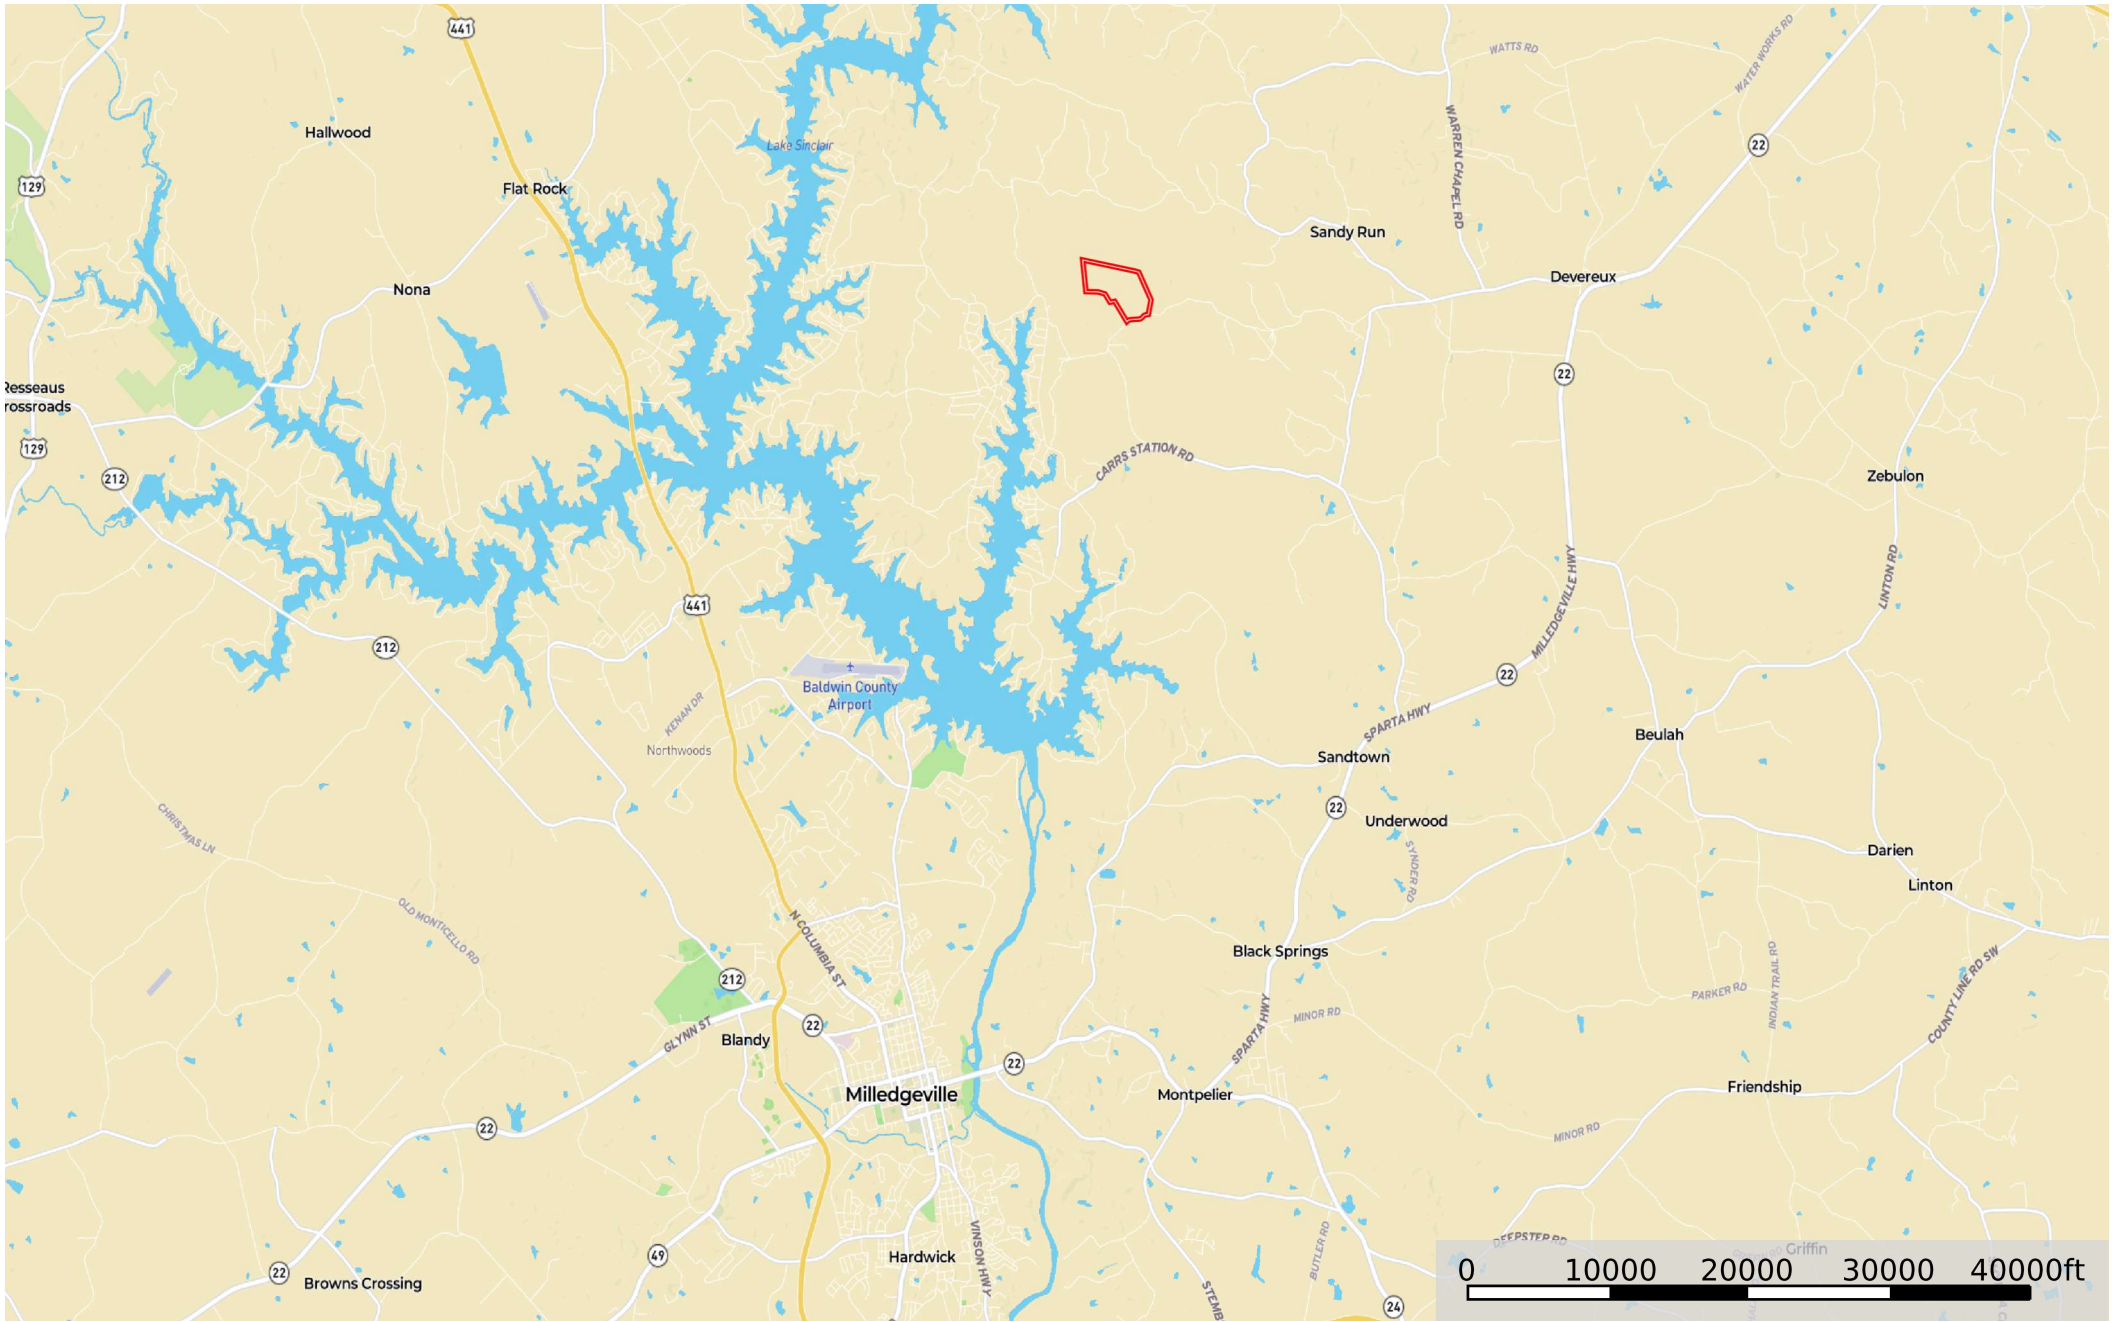 441
WATTS RD
WATER WORKS RD
Hallwood
Lake Sinclair
WARREN CHAPEL RD
22
129
Flat Rock
Sandy Run
Devereux
Nona
22
Resseaus
rossroads
129
212
CARRS STATION RD
Zebulon
441
MILLEDGEVILLE HWY
LINTON RD
212
Baldwin County
Airport
KENAN DR
Northwoods
22
SPARTA HWY
Beulah
Sandtown
22
Underwood
CHRISTMAS LN
SYNDER RD
Darien
Linton
OLD MONTICELLO RD
N COLUMBIA ST
Black Springs
212
PARKER RD
INDIAN TRAIL RD
COUNTY LINE RD SW
GLYNN ST
Blandy
22
MINOR RD
SPARTA HWY
22
Milledgeville
Montpelier
Friendship
22
MINOR RD
VINSON HWY
BUTLER RD
DEEPSTER RD
Griffin
49
Hardwick
22
Browns Crossing
STEMB
24
0 10000 20000 30000 40000ft